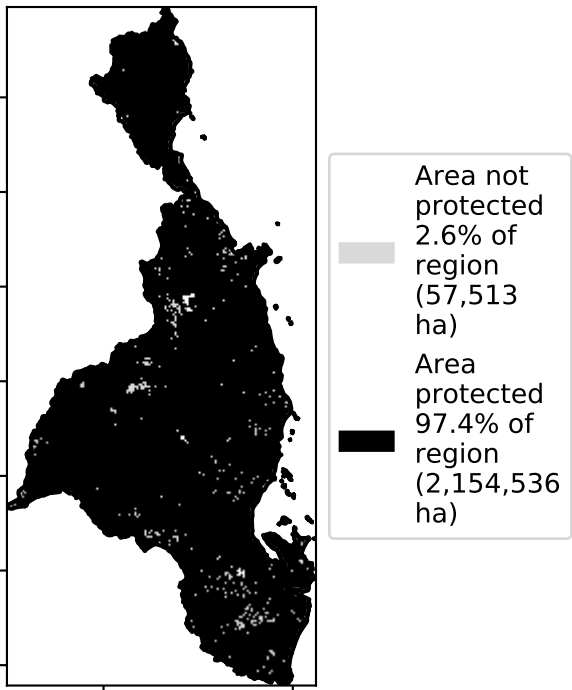 Area not
protected
2.6% of
region
(57,513
ha)
Area
protected
97.4% of
region
(2,154,536
ha)